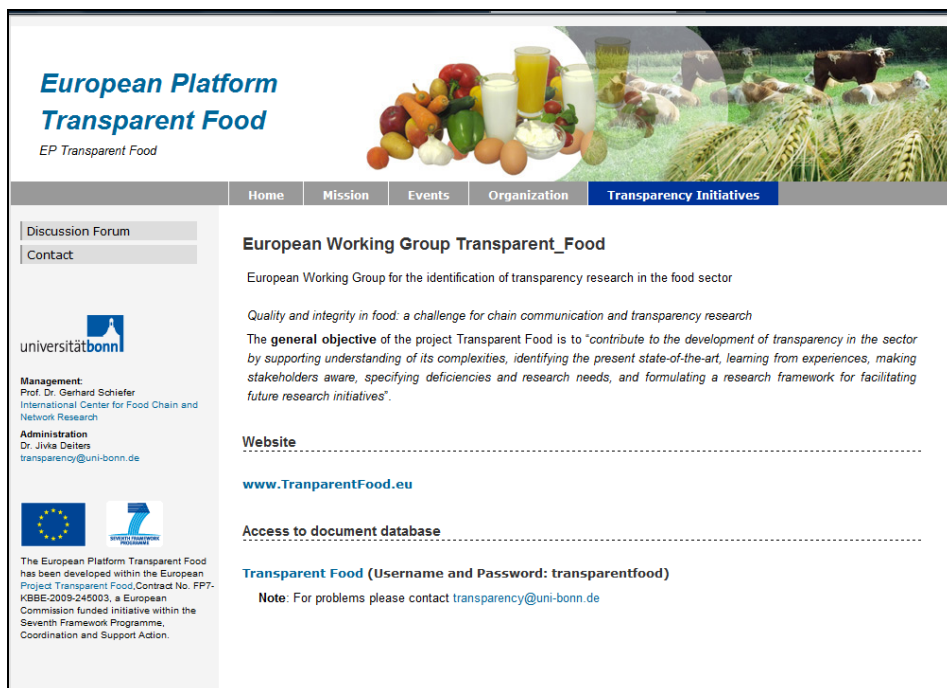 European Platform
Transparent Food
EP Transparent Food
Home Mission Events Organization Transparency Initiatives
Discussion Forum
Contact
universitätbonn
Management:
Prof. Dr. Gerhard Schiefer
International Center for Food Chain and
Network Research
Administration
Dr. Jivka Deiters
transparency@uni-bonn.de
SEVENTH FRAMEWORK
PROGRAMME
The European Platform Transparent Food
has been developed within the European
Project Transparent Food,Contract No. FP7-
KBBE-2009-245003, a European
Commission funded initiative within the
Seventh Framework Programme,
Coordination and Support Action.
European Working Group Transparent_Food
European Working Group for the identification of transparency research in the food sector
Quality and integrity in food: a challenge for chain communication and transparency research
The general objective of the project Transparent Food is to “contribute to the development of transparency in the sector
by supporting understanding of its complexities, identifying the present state-of-the-art, learning from experiences, making
stakeholders aware, specifying deficiencies and research needs, and formulating a research framework for facilitating
future research initiatives”.
Website
www.TranparentFood.eu
Access to document database
Transparent Food (Username and Password: transparentfood)
Note: For problems please contact transparency@uni-bonn.de